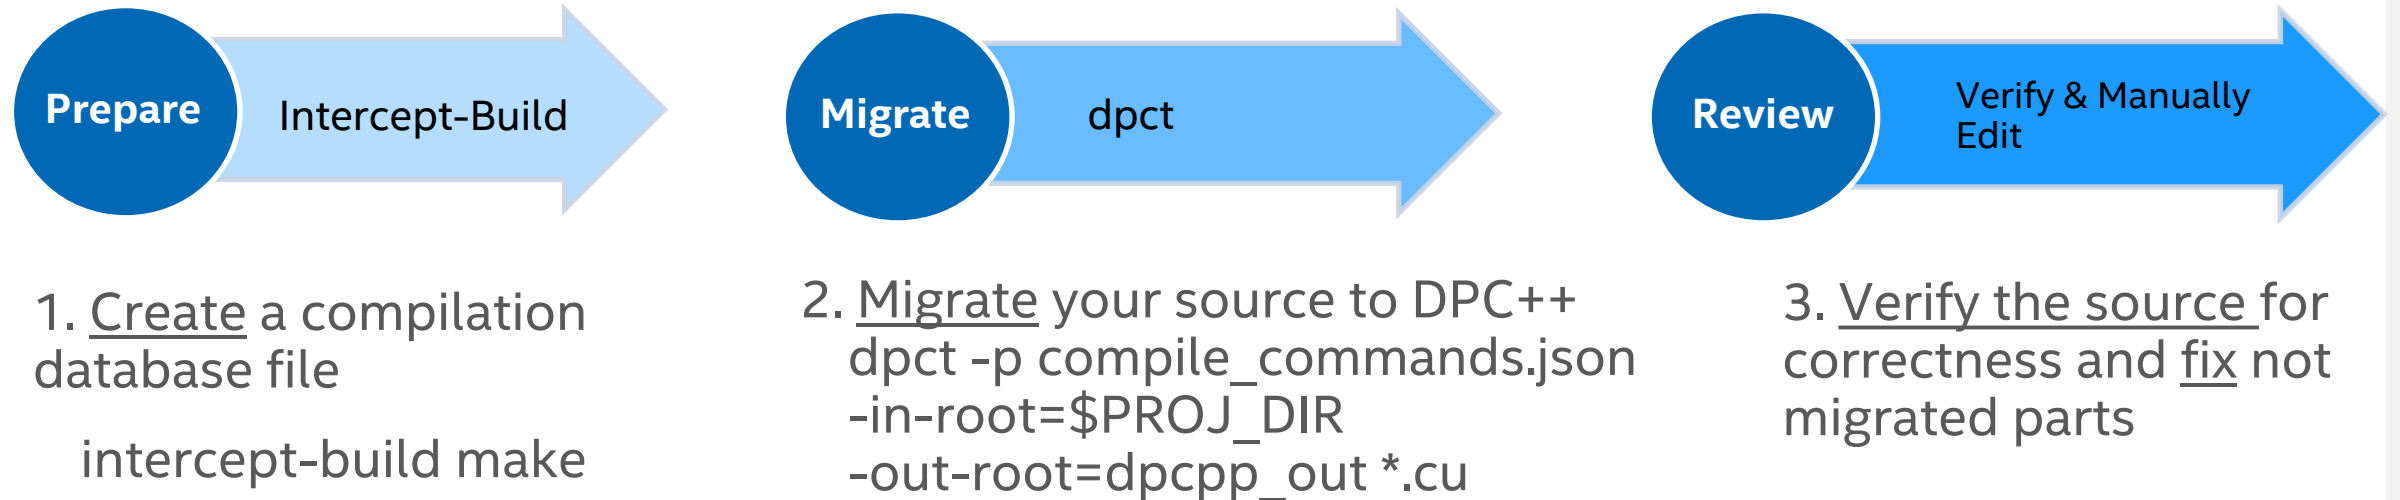 Prepare
Intercept-Build
Migrate
dpct
Review
Verify & Manually
Edit
1. Create a compilation
database file
intercept-build make
2. Migrate your source to DPC++
dpct -p compile_commands.json
-in-root=$PROJ_DIR
-out-root=dpcpp_out *.cu
3. Verify the source for
correctness and fix not
migrated parts